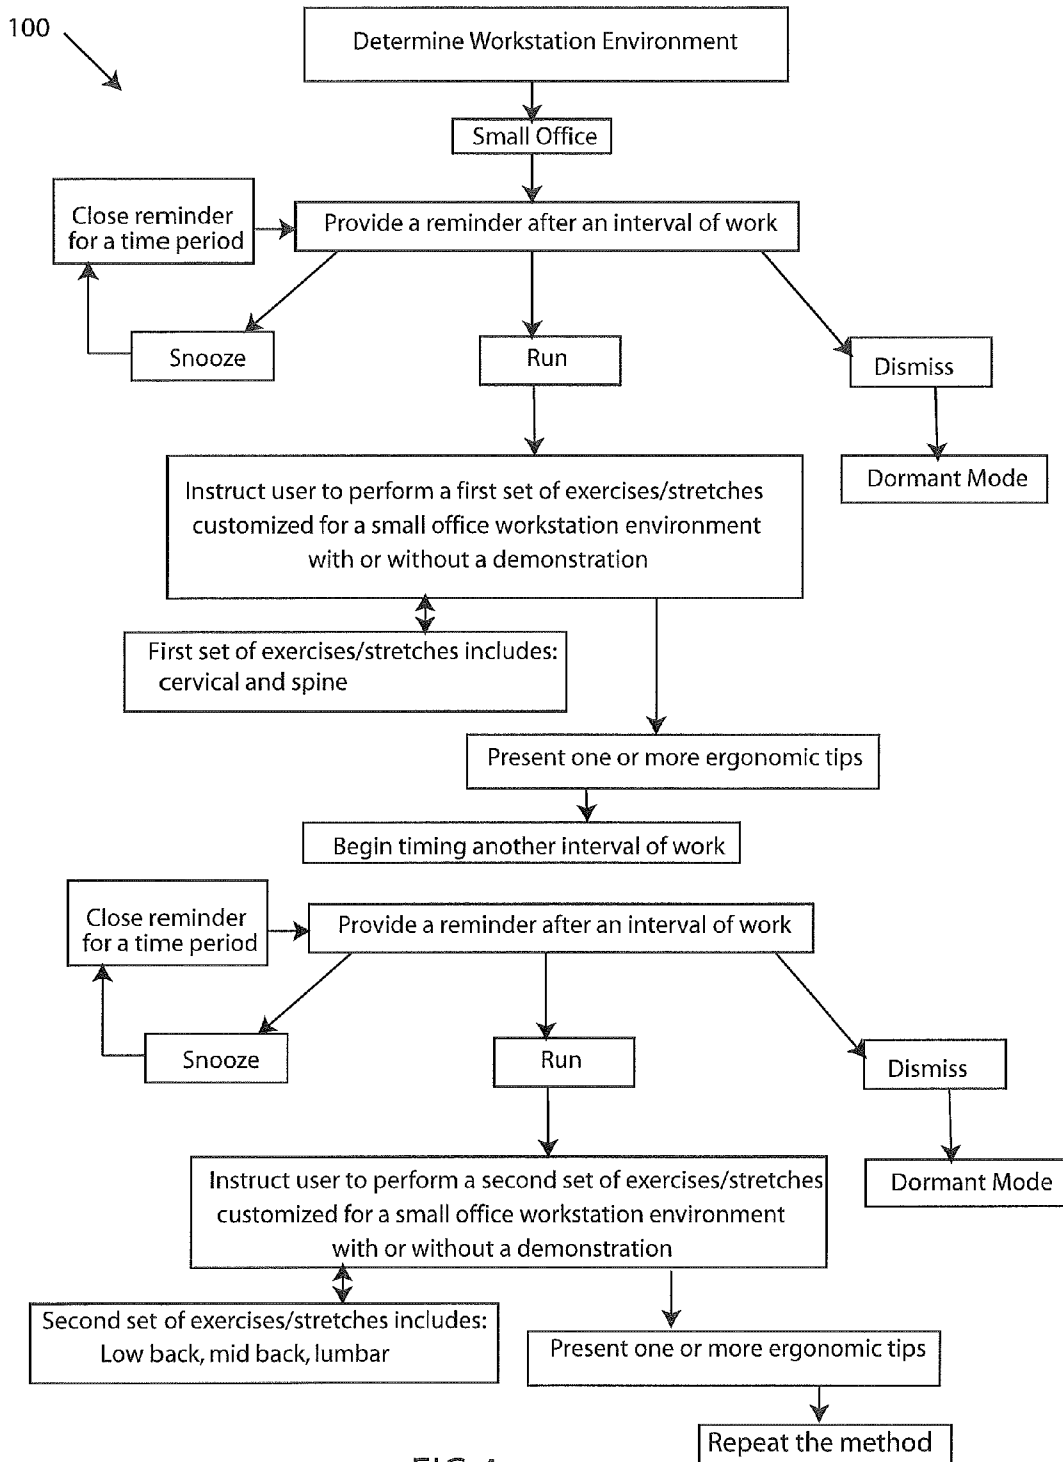 100
Determine Workstation Environment
Small Office
Close reminder
for a time period
Provide a reminder after an interval of work
Snooze
Run
Dismiss
Dormant Mode
Instruct user to perform a first set of exercises/stretches
customized for a small office workstation environment
with or without a demonstration
First set of exercises/stretches includes:
cervical and spine
Present one or more ergonomic tips
Begin timing another interval of work
Close reminder
for a time period
Provide a reminder after an interval of work
Snooze
Run
Dismiss
Dormant Mode
Instruct user to perform a second set of exercises/stretches
customized for a small office workstation environment
with or without a demonstration
Second set of exercises/stretches includes:
Low back, mid back, lumbar
Present one or more ergonomic tips
Repeat the method